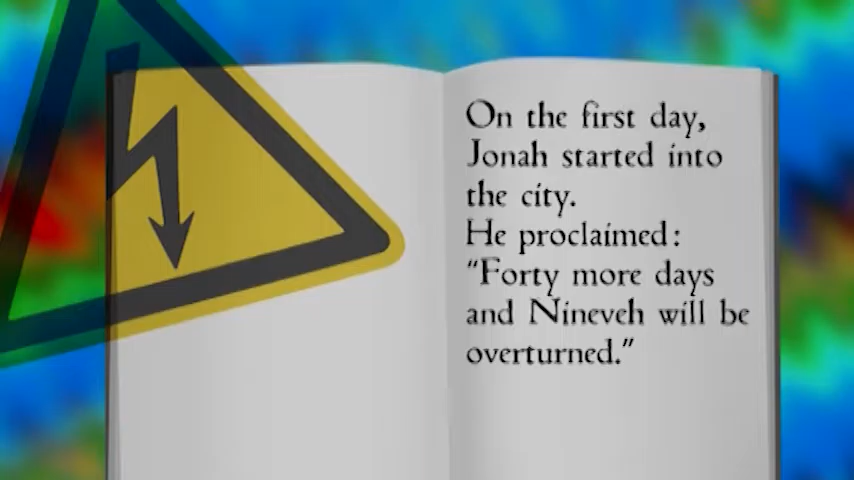 On the first day,
Jonah started into
the city.
He proclaimed:
“Forty more days
and Nineveh will be
overturned.”